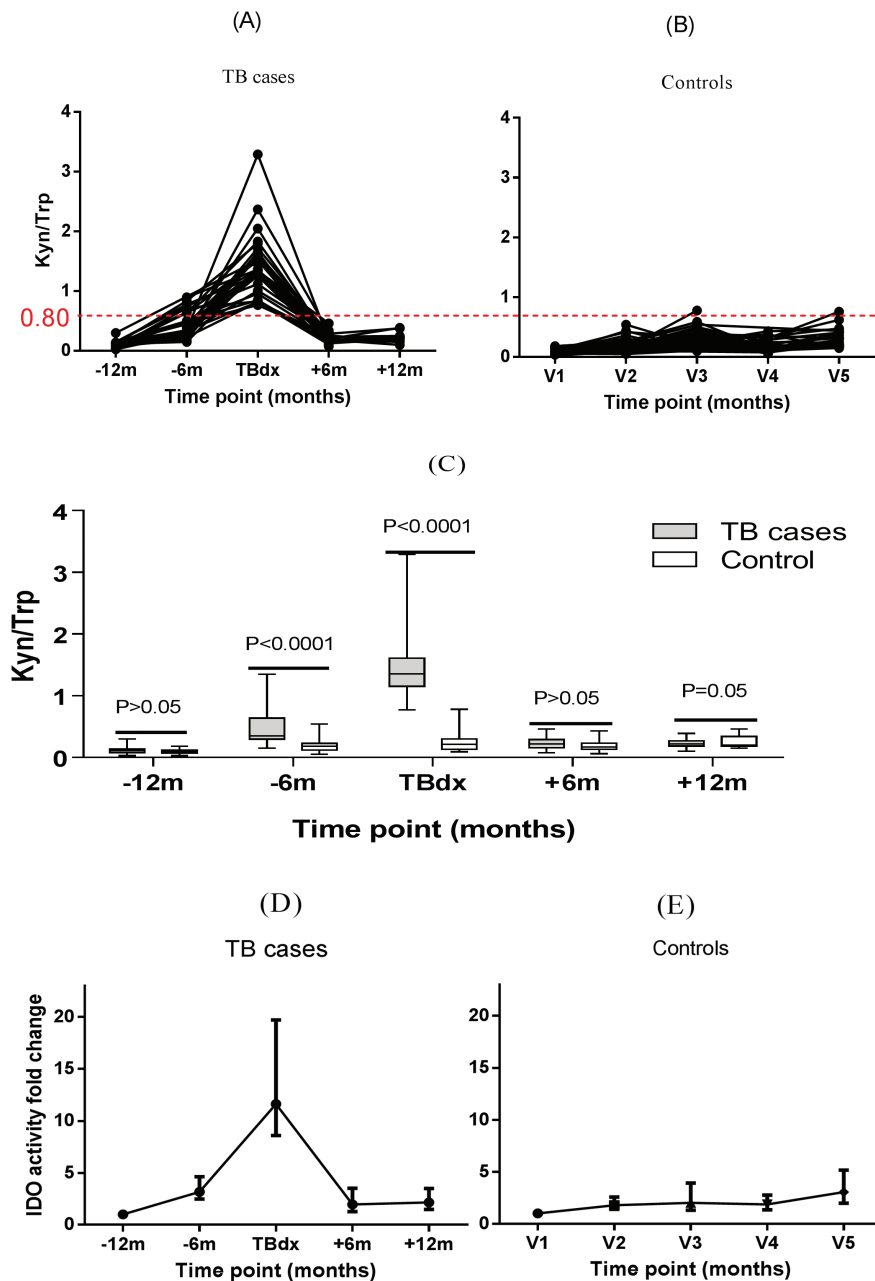 (A)
TB cases
Kyn/Trp
4
3
2
1
0
0.80
-12m -6m TBdx +6m +12m
Time point (months)
(B)
Controls
4
3
2
1
0
V1 V2 V3 V4 V5
Time point (months)
(C)
Kyn/Trp
4
3
2
1
0
P>0.05
P<0.0001
P<0.0001
P>0.05
P=0.05
TB cases
Control
-12m -6m TBdx +6m +12m
Time point (months)
(D)
TB cases
IDO activity fold change
20
15
10
5
0
-12m -6m TBdx +6m +12m
Time point (months)
(E)
Controls
20
15
10
5
0
V1 V2 V3 V4 V5
Time point (months)